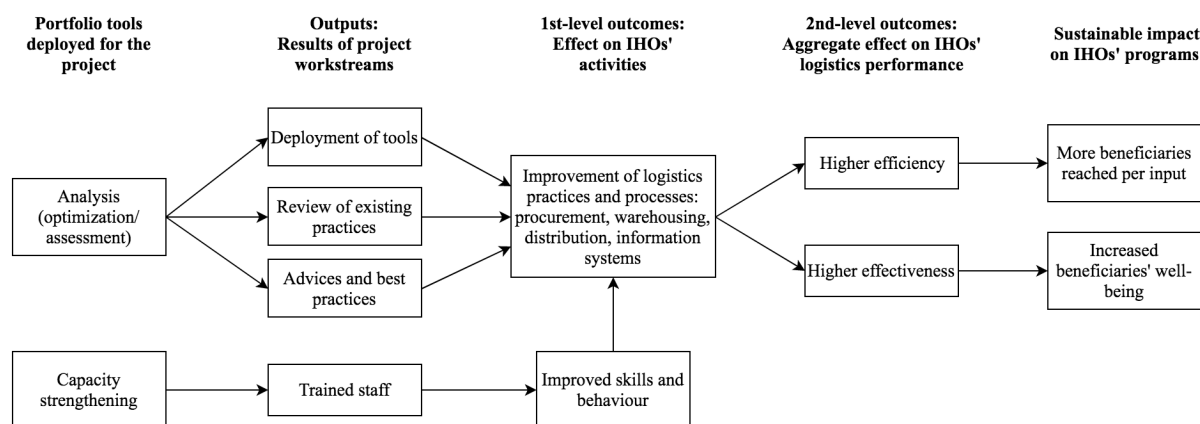 Portfolio tools
deployed for the
project
Outputs:
Results of project
workstreams
1st-level outcomes:
Effect on IHOs'
activities
2nd-level outcomes:
Aggregate effect on IHOs'
logistics performance
Sustainable impact
on IHOs' programs
Analysis
(optimization/
assessment)
Deployment of tools
Review of existing
practices
Advices and best
practices
Improvement of logistics
practices and processes:
procurement, warehousing,
distribution, information
systems
Higher efficiency
Higher effectiveness
More beneficiaries
reached per input
Increased
beneficiaries' well-
being
Capacity
strengthening
Trained staff
Improved skills and
behaviour